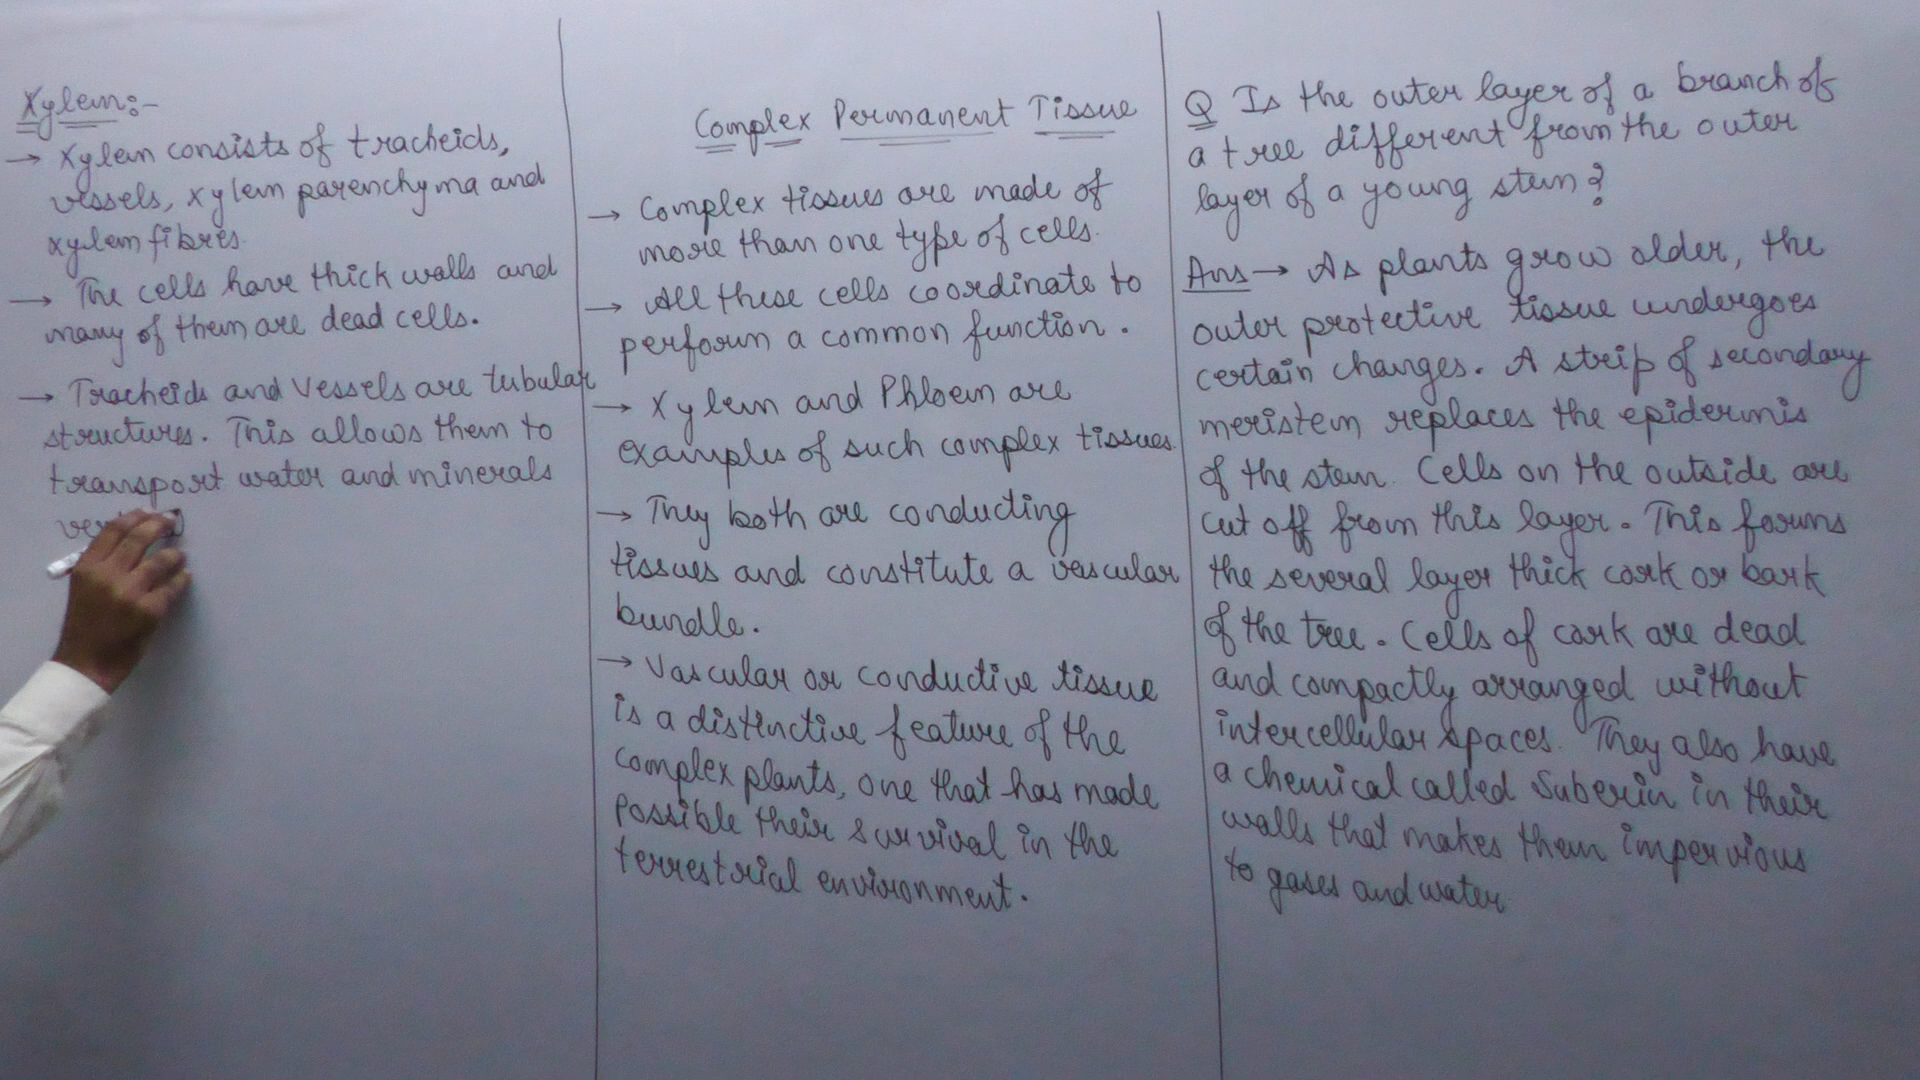 Xylem:-
→ Xylem consists of tracheids,
vessels, xylem parenchyma and
xylem fibres.
→ The cells have thick walls and
many of them are dead cells.
→ Tracheids and Vessels are tubular
structures. This allows them to
transport water and minerals
Complex Permanent Tissue
→ Complex tissues are made of
more than one type of cells.
→ All these cells coordinate to
perform a common function.
→ Xylem and Phloem are
examples of such complex tissues.
→ They both are conducting
tissues and constitute a vascular
bundle.
→ Vascular or conductive tissue
is a distinctive feature of the
complex plants, one that has made
possible their survival in the
terrestrial environment.
Q Is the outer layer of a branch of
a tree different from the outer
layer of a young stem?
Ans → As plants grow older, the
outer protective tissue undergoes
certain changes. A strip of secondary
meristem replaces the epidermis
of the stem. Cells on the outside are
cut off from this layer. This forms
the several layer thick cork or bark
of the tree. Cells of cork are dead
and compactly arranged without
intercellular spaces. They also have
a chemical called Suberin in their
walls that makes them impervious
to gases and water